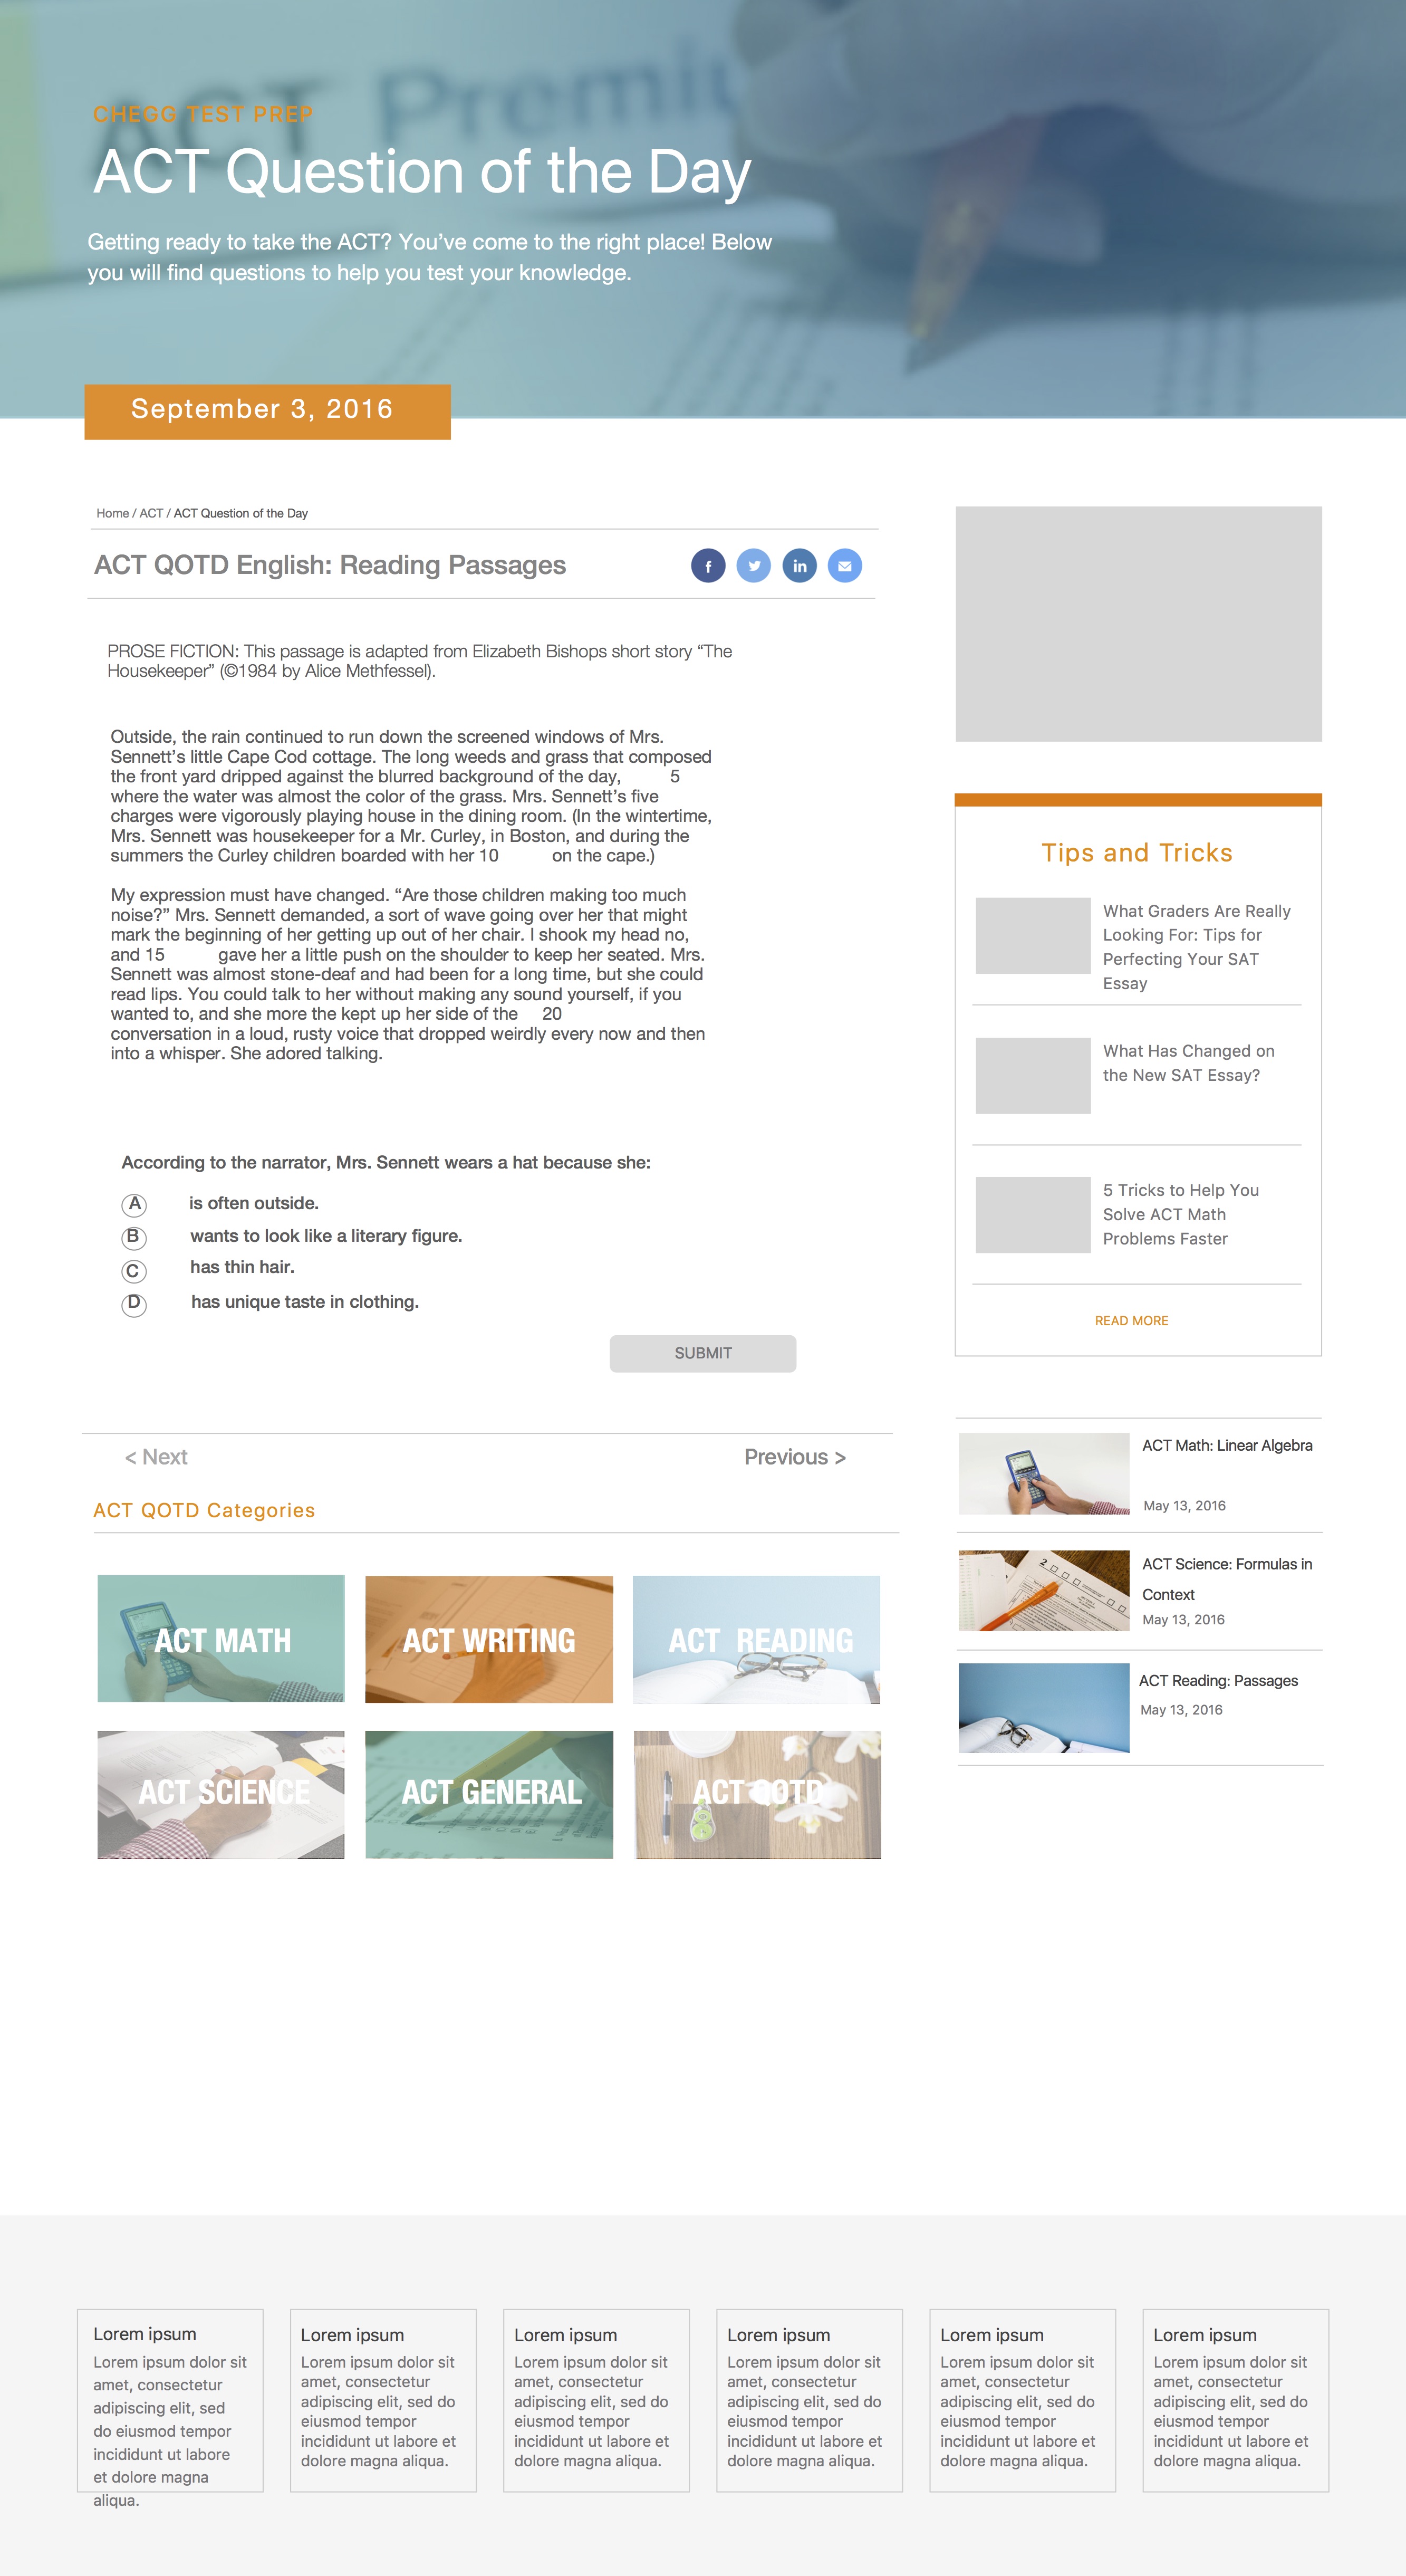 ACT Premiu
CHEGG TEST PREP
ACT Question of the Day
Getting ready to take the ACT? You’ve come to the right place! Below
you will find questions to help you test your knowledge.
September 3, 2016
Home / ACT / ACT Question of the Day
ACT QOTD English: Reading Passages
PROSE FICTION: This passage is adapted from Elizabeth Bishops short story “The
Housekeeper” (©1984 by Alice Methfessel).
Outside, the rain continued to run down the screened windows of Mrs.
Sennett’s little Cape Cod cottage. The long weeds and grass that composed
the front yard dripped against the blurred background of the day, 5
where the water was almost the color of the grass. Mrs. Sennett’s five
charges were vigorously playing house in the dining room. (In the wintertime,
Mrs. Sennett was housekeeper for a Mr. Curley, in Boston, and during the
summers the Curley children boarded with her 10 on the cape.)
My expression must have changed. “Are those children making too much
noise?” Mrs. Sennett demanded, a sort of wave going over her that might
mark the beginning of her getting up out of her chair. I shook my head no,
and 15 gave her a little push on the shoulder to keep her seated. Mrs.
Sennett was almost stone-deaf and had been for a long time, but she could
read lips. You could talk to her without making any sound yourself, if you
wanted to, and she more the kept up her side of the 20
conversation in a loud, rusty voice that dropped weirdly every now and then
into a whisper. She adored talking.
According to the narrator, Mrs. Sennett wears a hat because she:
A is often outside.
B wants to look like a literary figure.
C has thin hair.
D has unique taste in clothing.
SUBMIT
< Next Previous >
ACT QOTD Categories
ACT MATH
ACT WRITING
ACT READING
ACT SCIENCE
ACT GENERAL
ACT QOTD
Tips and Tricks
What Graders Are Really
Looking For: Tips for
Perfecting Your SAT
Essay
What Has Changed on
the New SAT Essay?
5 Tricks to Help You
Solve ACT Math
Problems Faster
READ MORE
ACT Math: Linear Algebra
May 13, 2016
ACT Science: Formulas in
Context
May 13, 2016
ACT Reading: Passages
May 13, 2016
Lorem ipsum
Lorem ipsum dolor sit
amet, consectetur
adipiscing elit, sed
do eiusmod tempor
incididunt ut labore
et dolore magna
aliqua.
Lorem ipsum
Lorem ipsum dolor sit
amet, consectetur
adipiscing elit, sed do
eiusmod tempor
incididunt ut labore et
dolore magna aliqua.
Lorem ipsum
Lorem ipsum dolor sit
amet, consectetur
adipiscing elit, sed do
eiusmod tempor
incididunt ut labore et
dolore magna aliqua.
Lorem ipsum
Lorem ipsum dolor sit
amet, consectetur
adipiscing elit, sed do
eiusmod tempor
incididunt ut labore et
dolore magna aliqua.
Lorem ipsum
Lorem ipsum dolor sit
amet, consectetur
adipiscing elit, sed do
eiusmod tempor
incididunt ut labore et
dolore magna aliqua.
Lorem ipsum
Lorem ipsum dolor sit
amet, consectetur
adipiscing elit, sed do
eiusmod tempor
incididunt ut labore et
dolore magna aliqua.